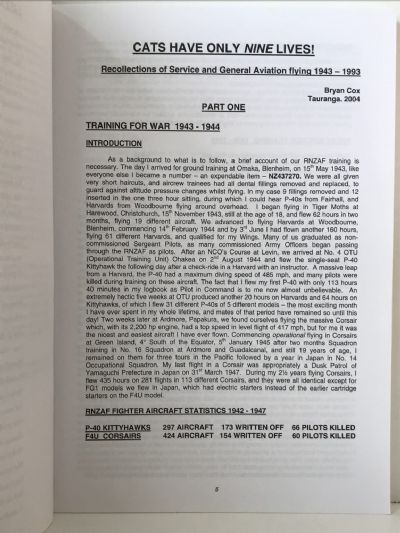 CATS HAVE ONLY NINE LIVES!
Recollections of Service and General Aviation flying 1943 – 1993
Bryan Cox
Tauranga. 2004
PART ONE
TRAINING FOR WAR 1943 - 1944
INTRODUCTION
As a background to what is to follow, a brief account of our RNZAF training is
necessary. The day I arrived for ground training at Omaka, Blenheim, on 15th May 1943, like
everyone else I became a number – an expendable item – NZ437270. We were all given
very short haircuts, and aircrew trainees had all dental fillings removed and replaced, to
guard against altitude pressure changes whilst flying. In my case 9 fillings removed and 12
inserted in the one three hour sitting, during which I could hear P-40s from Fairhall, and
Harvards from Woodbourne flying around overhead. I began flying in Tiger Moths at
Harewood, Christchurch, 15th November 1943, still at the age of 18, and flew 62 hours in two
months, flying 19 different aircraft. We advanced to flying Harvards at Woodbourne,
Blenheim, commencing 14th February 1944 and by 3rd June I had flown another 160 hours,
flying 61 different Harvards, and qualified for my Wings. Many of us graduated as non-
commissioned Sergeant Pilots, as many commissioned Army Officers began passing
through the RNZAF as pilots. After an NCO's Course at Levin, we arrived at No. 4 OTU
(Operational Training Unit) Ohakea on 2nd August 1944 and flew the single-seat P-40
Kittyhawk the following day after a check-ride in a Harvard with an instructor. A massive leap
from a Harvard, the P-40 had a maximum diving speed of 485 mph, and many pilots were
killed during training on these aircraft. The fact that I flew my first P-40 with only 113 hours
40 minutes in my logbook as Pilot in Command is to me now almost unbelievable. An
extremely hectic five weeks at OTU produced another 20 hours on Harvards and 64 hours on
Kittyhawks, of which I flew 31 different P-40s of 5 different models – the most exciting month
I have ever spent in my whole lifetime, and mates of that period have remained so until this
day! Two weeks later at Ardmore, Papakura, we found ourselves flying the massive Corsair
which, with its 2,200 hp engine, had a top speed in level flight of 417 mph, but for me it was
the nicest and easiest aircraft I have ever flown. Commencing operational flying in Corsairs
at Green Island, 4° South of the Equator, 5th January 1945 after two months Squadron
training in No. 16 Squadron at Ardmore and Guadalcanal, and still 19 years of age, I
remained on them for three tours in the Pacific followed by a year in Japan in No. 14
Occupational Squadron. My last flight in a Corsair was appropriately a Dusk Patrol of
Yamaguchi Prefecture in Japan on 31st March 1947. During my 2½ years flying Corsairs, I
flew 435 hours on 281 flights in 113 different Corsairs, and they were all identical except for
FG1 models we flew in Japan, which had electric starters instead of the earlier cartridge
starters on the F4U model.
RNZAF FIGHTER AIRCRAFT STATISTICS 1942 - 1947
P-40 KITTYHAWKS 297 AIRCRAFT 173 WRITTEN OFF 66 PILOTS KILLED
F4U CORSAIRS 424 AIRCRAFT 154 WRITTEN OFF 60 PILOTS KILLED
5